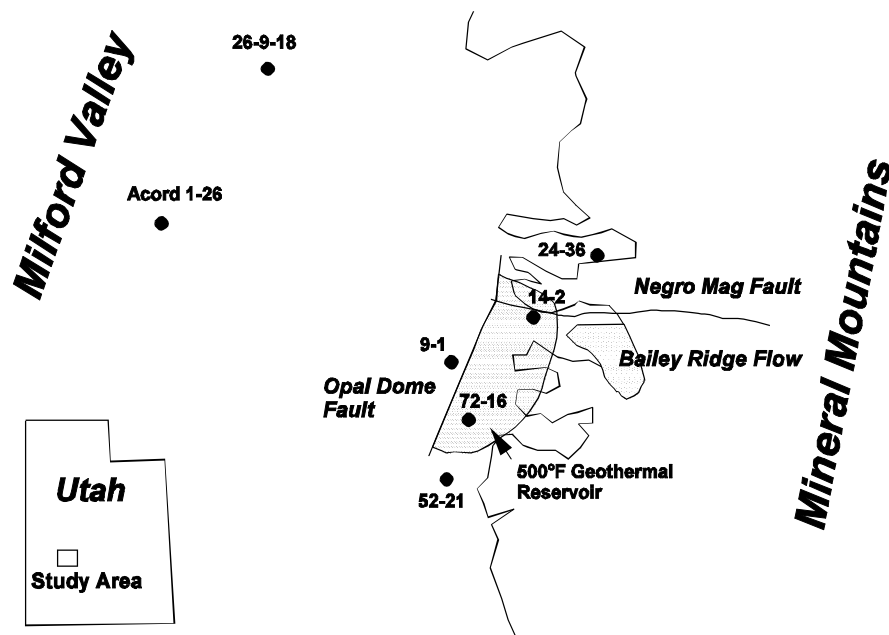 26-9-18
Milford Valley
Acord 1-26
Mineral Mountains
24-36
Negro Mag Fault
14-2
9-1
Bailey Ridge Flow
Opal Dome
Fault
72-16
500°F Geothermal
Reservoir
52-21
Utah
Study Area